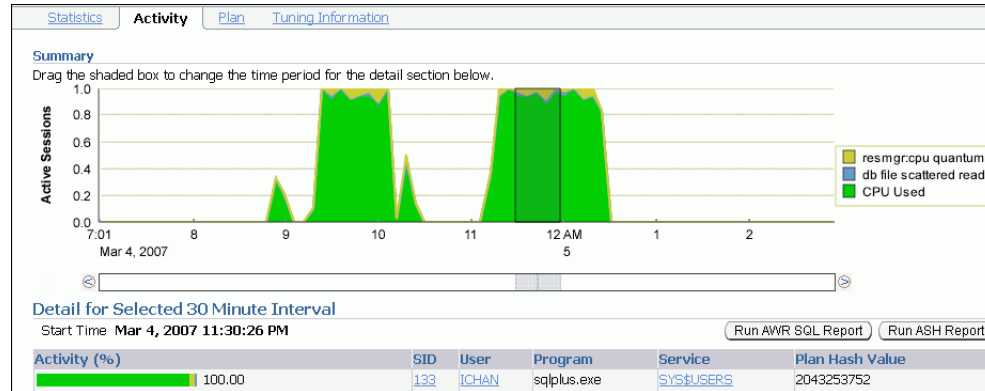 Statistics Activity Plan Tuning Information
Summary
Drag the shaded box to change the time period for the detail section below.
1.0
0.8
0.6
0.4
0.2
0.0
Active Sessions
7:01 8 9 10 11 12 AM 1 2
Mar 4, 2007 5
resmgr:cpu quantum
db file scattered read
CPU Used
Detail for Selected 30 Minute Interval
Start Time Mar 4, 2007 11:30:26 PM Run AWR SQL Report Run ASH Report
Activity (%) SID User Program Service Plan Hash Value
100.00 133 ICHAN sqlplus.exe SYS$USERS 2043253752